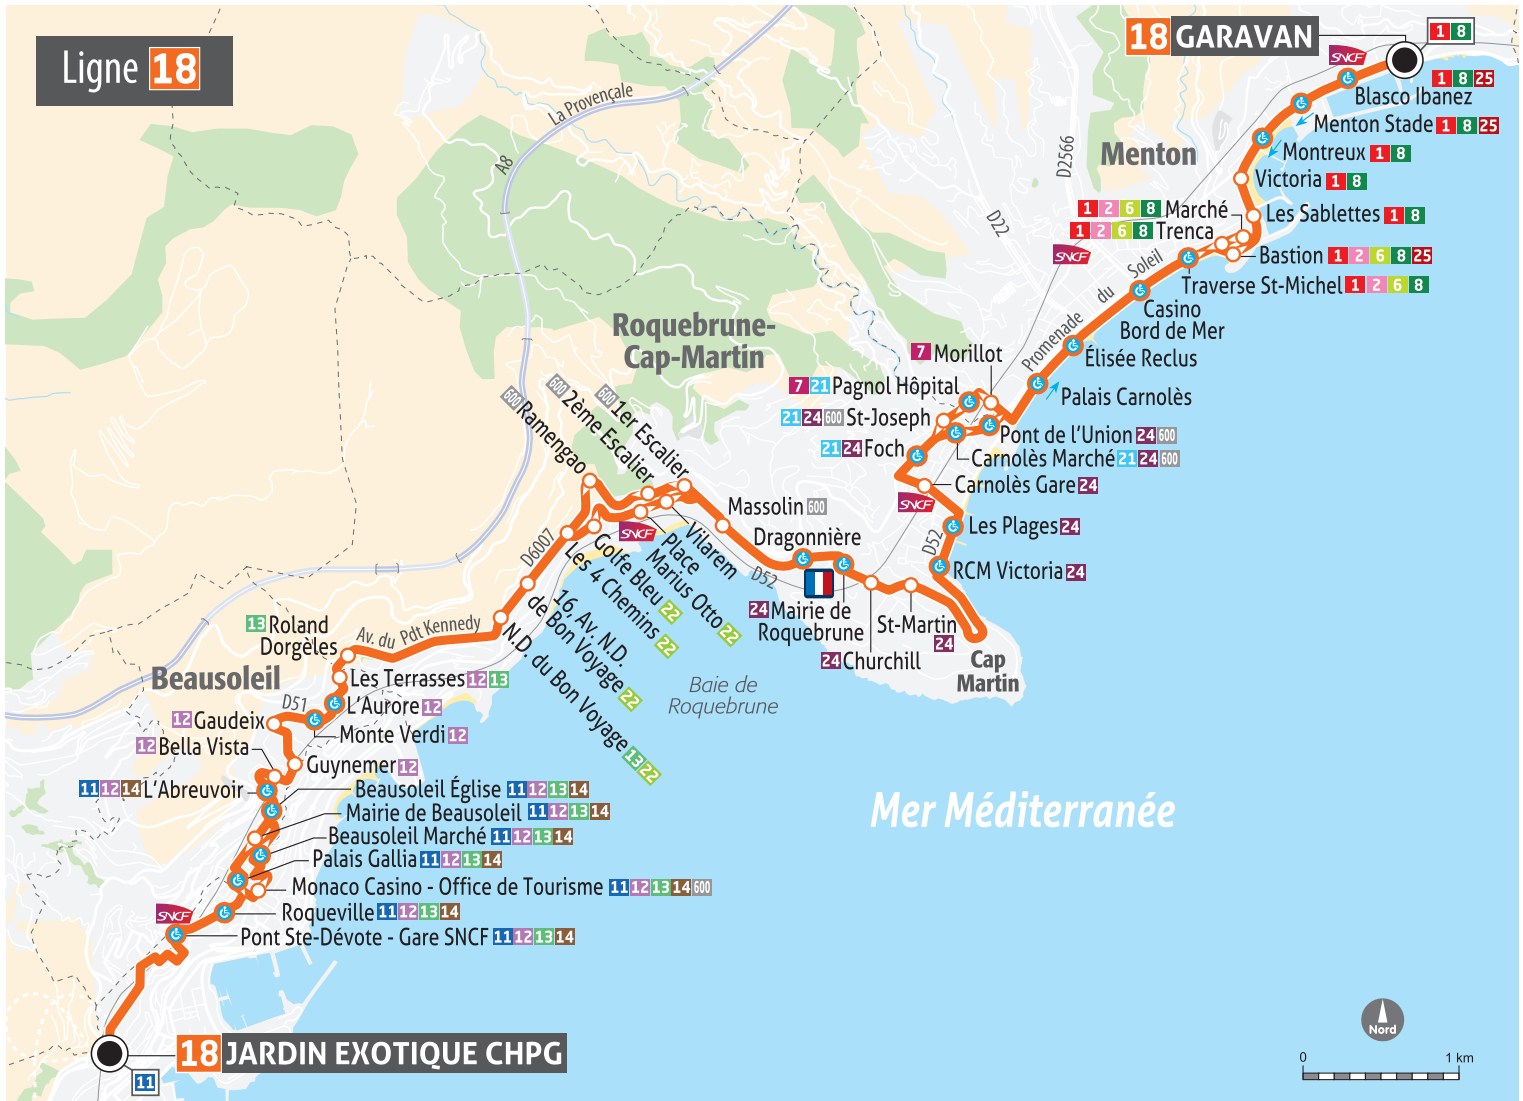 Ligne 18
18 GARAVAN
1 8
SNCF
1 8 25
Blasco Ibanez
Menton Stade 1 8 25
Montreux 1 8
Victoria 1 8
Les Sablettes 1 8
1 2 6 8 Marché
1 2 6 8 Trenca
Bastion 1 2 6 8 25
Traverse St-Michel 1 2 6 8
Casino
Bord de Mer
Élisée Reclus
Palais Carnolès
Menton
SNCF
D2566
D22
Promenade du Soleil
La Provençale
A8
Roquebrune-
Cap-Martin
7 Morillot
7 21 Pagnol Hôpital
21 24 600 St-Joseph
21 24 Foch
Pont de l'Union 24 600
Carnolès Marché 21 24 600
Carnolès Gare 24
SNCF
Les Plages 24
D52
RCM Victoria 24
Cap
Martin
St-Martin
24
24 Churchill
24 Mairie de
Roquebrune
Dragonnière
Massolin 600
D52
600 1er Escalier
600 2ème Escalier
600 Ramengao
SNCF
Vilarem
Place
Marius Otto 22
Golfe Bleu 22
Les 4 Chemins 22
D6007
16, Av. N.D.
de Bon Voyage 22
N.D. du Bon Voyage 13 22
Baie de
Roquebrune
Av. du Pdt Kennedy
13 Roland
Dorgèles
Beausoleil
Les Terrasses 12 13
D51
L'Aurore 12
12 Gaudeix
Monte Verdi 12
12 Bella Vista
Guynemer 12
11 12 14 L'Abreuvoir
Beausoleil Église 11 12 13 14
Mairie de Beausoleil 11 12 13 14
Beausoleil Marché 11 12 13 14
Palais Gallia 11 12 13 14
Monaco Casino - Office de Tourisme 11 12 13 14 600
Roqueville 11 12 13 14
SNCF
Pont Ste-Dévote - Gare SNCF 11 12 13 14
18 JARDIN EXOTIQUE CHPG
11
Mer Méditerranée
Nord
0 1 km